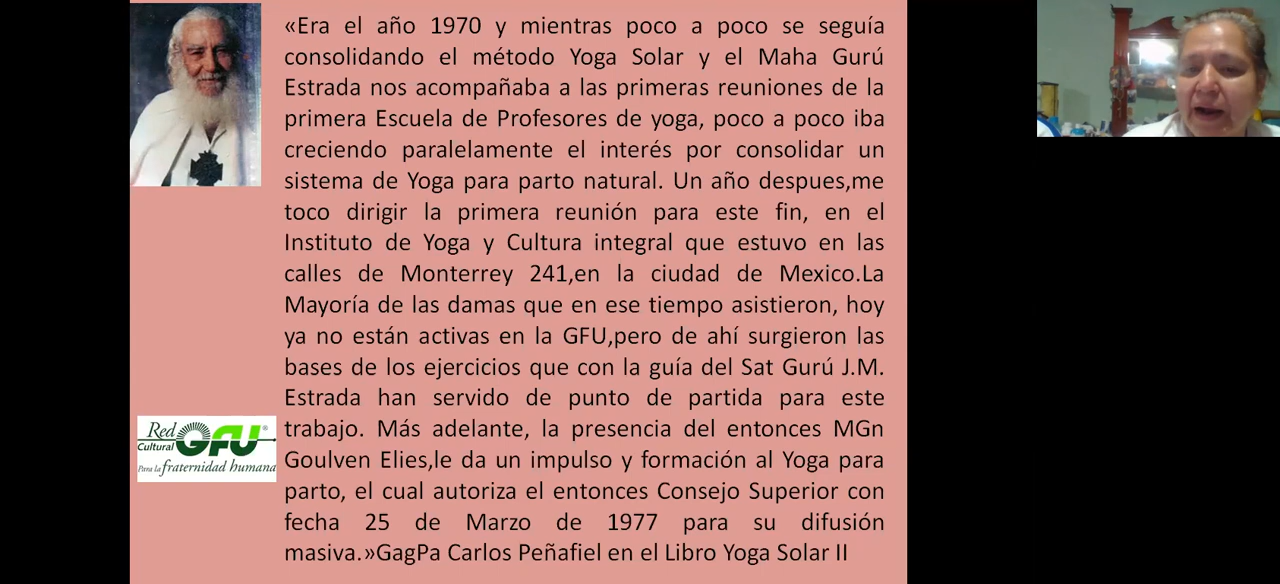 «Era el año 1970 y mientras poco a poco se seguía
consolidando el método Yoga Solar y el Maha Gurú
Estrada nos acompañaba a las primeras reuniones de la
primera Escuela de Profesores de yoga, poco a poco iba
creciendo paralelamente el interés por consolidar un
sistema de Yoga para parto natural. Un año despues,me
toco dirigir la primera reunión para este fin, en el
Instituto de Yoga y Cultura integral que estuvo en las
calles de Monterrey 241,en la ciudad de Mexico.La
Mayoría de las damas que en ese tiempo asistieron, hoy
ya no están activas en la GFU,pero de ahí surgieron las
bases de los ejercicios que con la guía del Sat Gurú J.M.
Estrada han servido de punto de partida para este
trabajo. Más adelante, la presencia del entonces MGn
Goulven Elies,le da un impulso y formación al Yoga para
parto, el cual autoriza el entonces Consejo Superior con
fecha 25 de Marzo de 1977 para su difusión
masiva.»GagPa Carlos Peñafiel en el Libro Yoga Solar II
Red
Cultural GFU®
Para la fraternidad humana